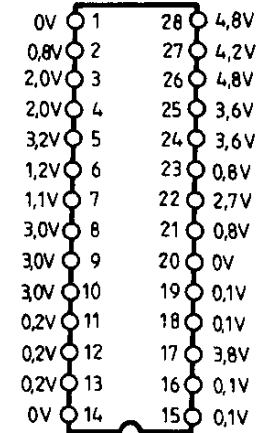 0V 1 28 4,8V
0,8V 2 27 4,2V
2,0V 3 26 4,8V
2,0V 4 25 3,6V
3,2V 5 24 3,6V
1,2V 6 23 0,8V
1,1V 7 22 2,7V
3,0V 8 21 0,8V
3,0V 9 20 0V
3,0V 10 19 0,1V
0,2V 11 18 0,1V
0,2V 12 17 3,8V
0,2V 13 16 0,1V
0V 14 15 0,1V